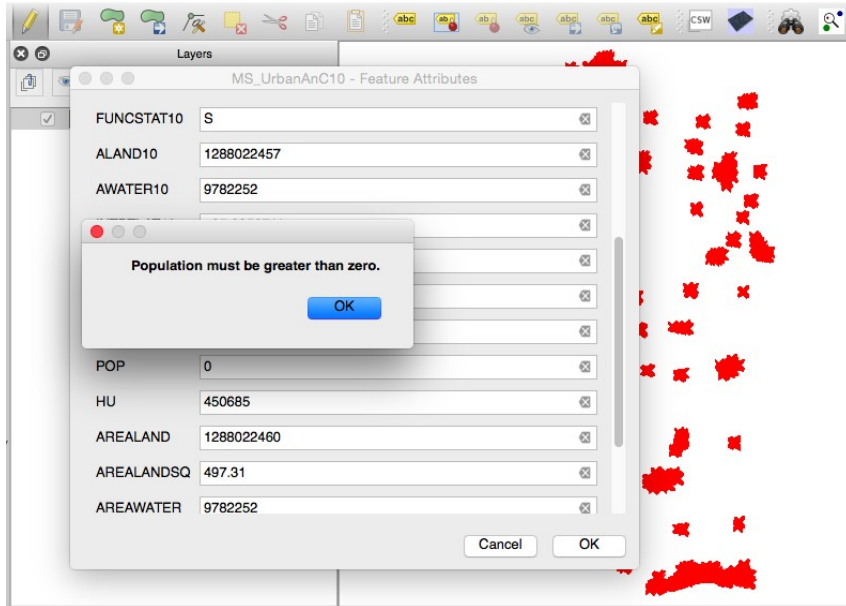 abc
abc
abc
abc
abc
abc
abc
CSW
Layers
MS_UrbanAnC10 - Feature Attributes
FUNCSTAT10 S
ALAND10 1288022457
AWATER10 9782252
Population must be greater than zero.
OK
POP 0
HU 450685
AREALAND 1288022460
AREALANDSQ 497.31
AREAWATER 9782252
Cancel
OK